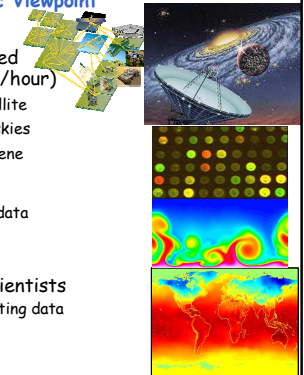 c Viewpoint
ed
/hour)
llite
kies
ene
data
ientists
ting data